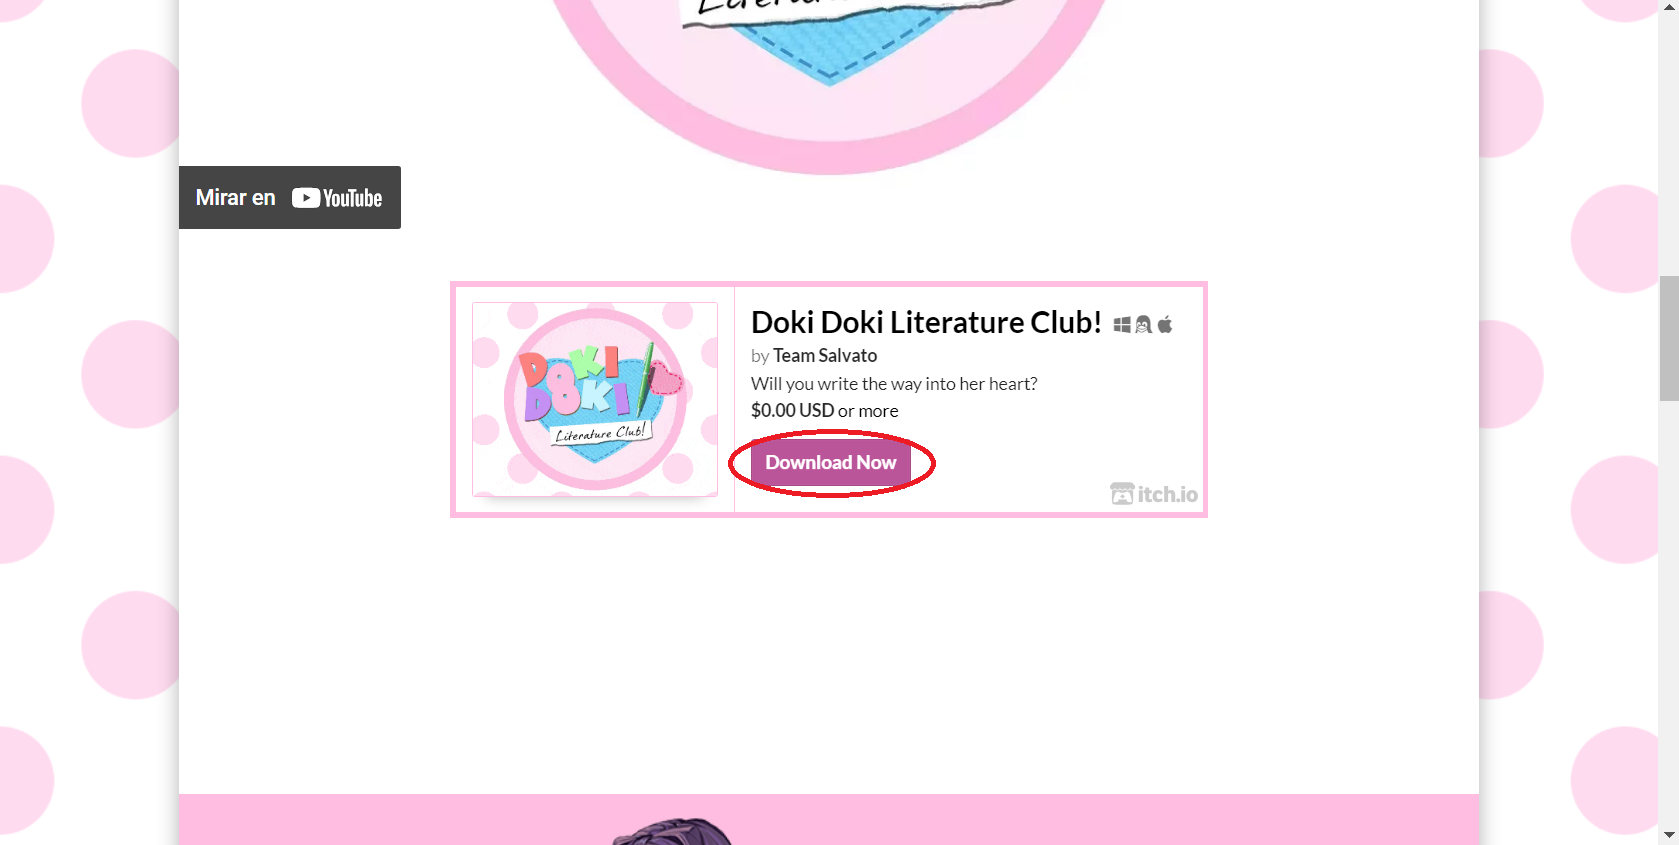 Literature
Mirar en YouTube
DOKI
DOKI
Literature Club!
Doki Doki Literature Club!
by Team Salvato
Will you write the way into her heart?
$0.00 USD or more
Download Now
itch.io